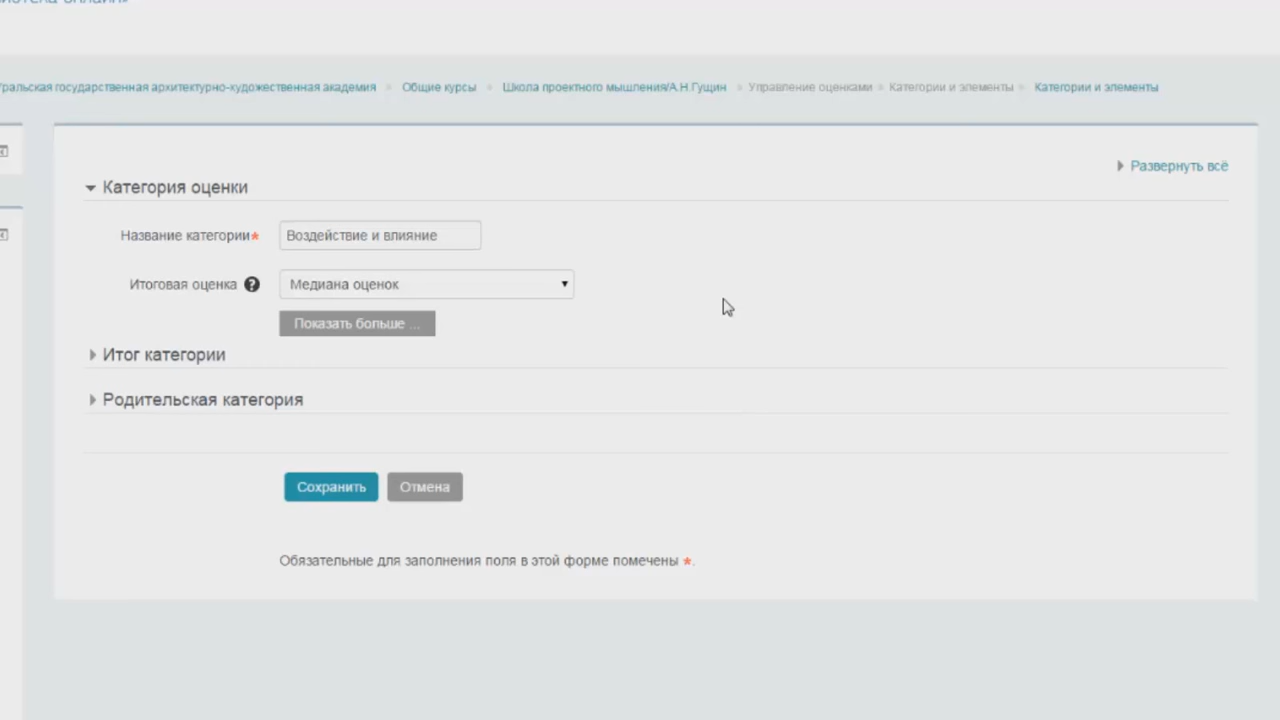 Уральская государственная архитектурно-художественная академия » Общие курсы » Школа проектного мышления/А.Н.Гущин » Управление оценками » Категории и элементы » Категории и элементы
Развернуть всё
Категория оценки
Название категории* Воздействие и влияние
Итоговая оценка ? Медиана оценок
Показать больше ...
Итог категории
Родительская категория
Сохранить Отмена
Обязательные для заполнения поля в этой форме помечены *.